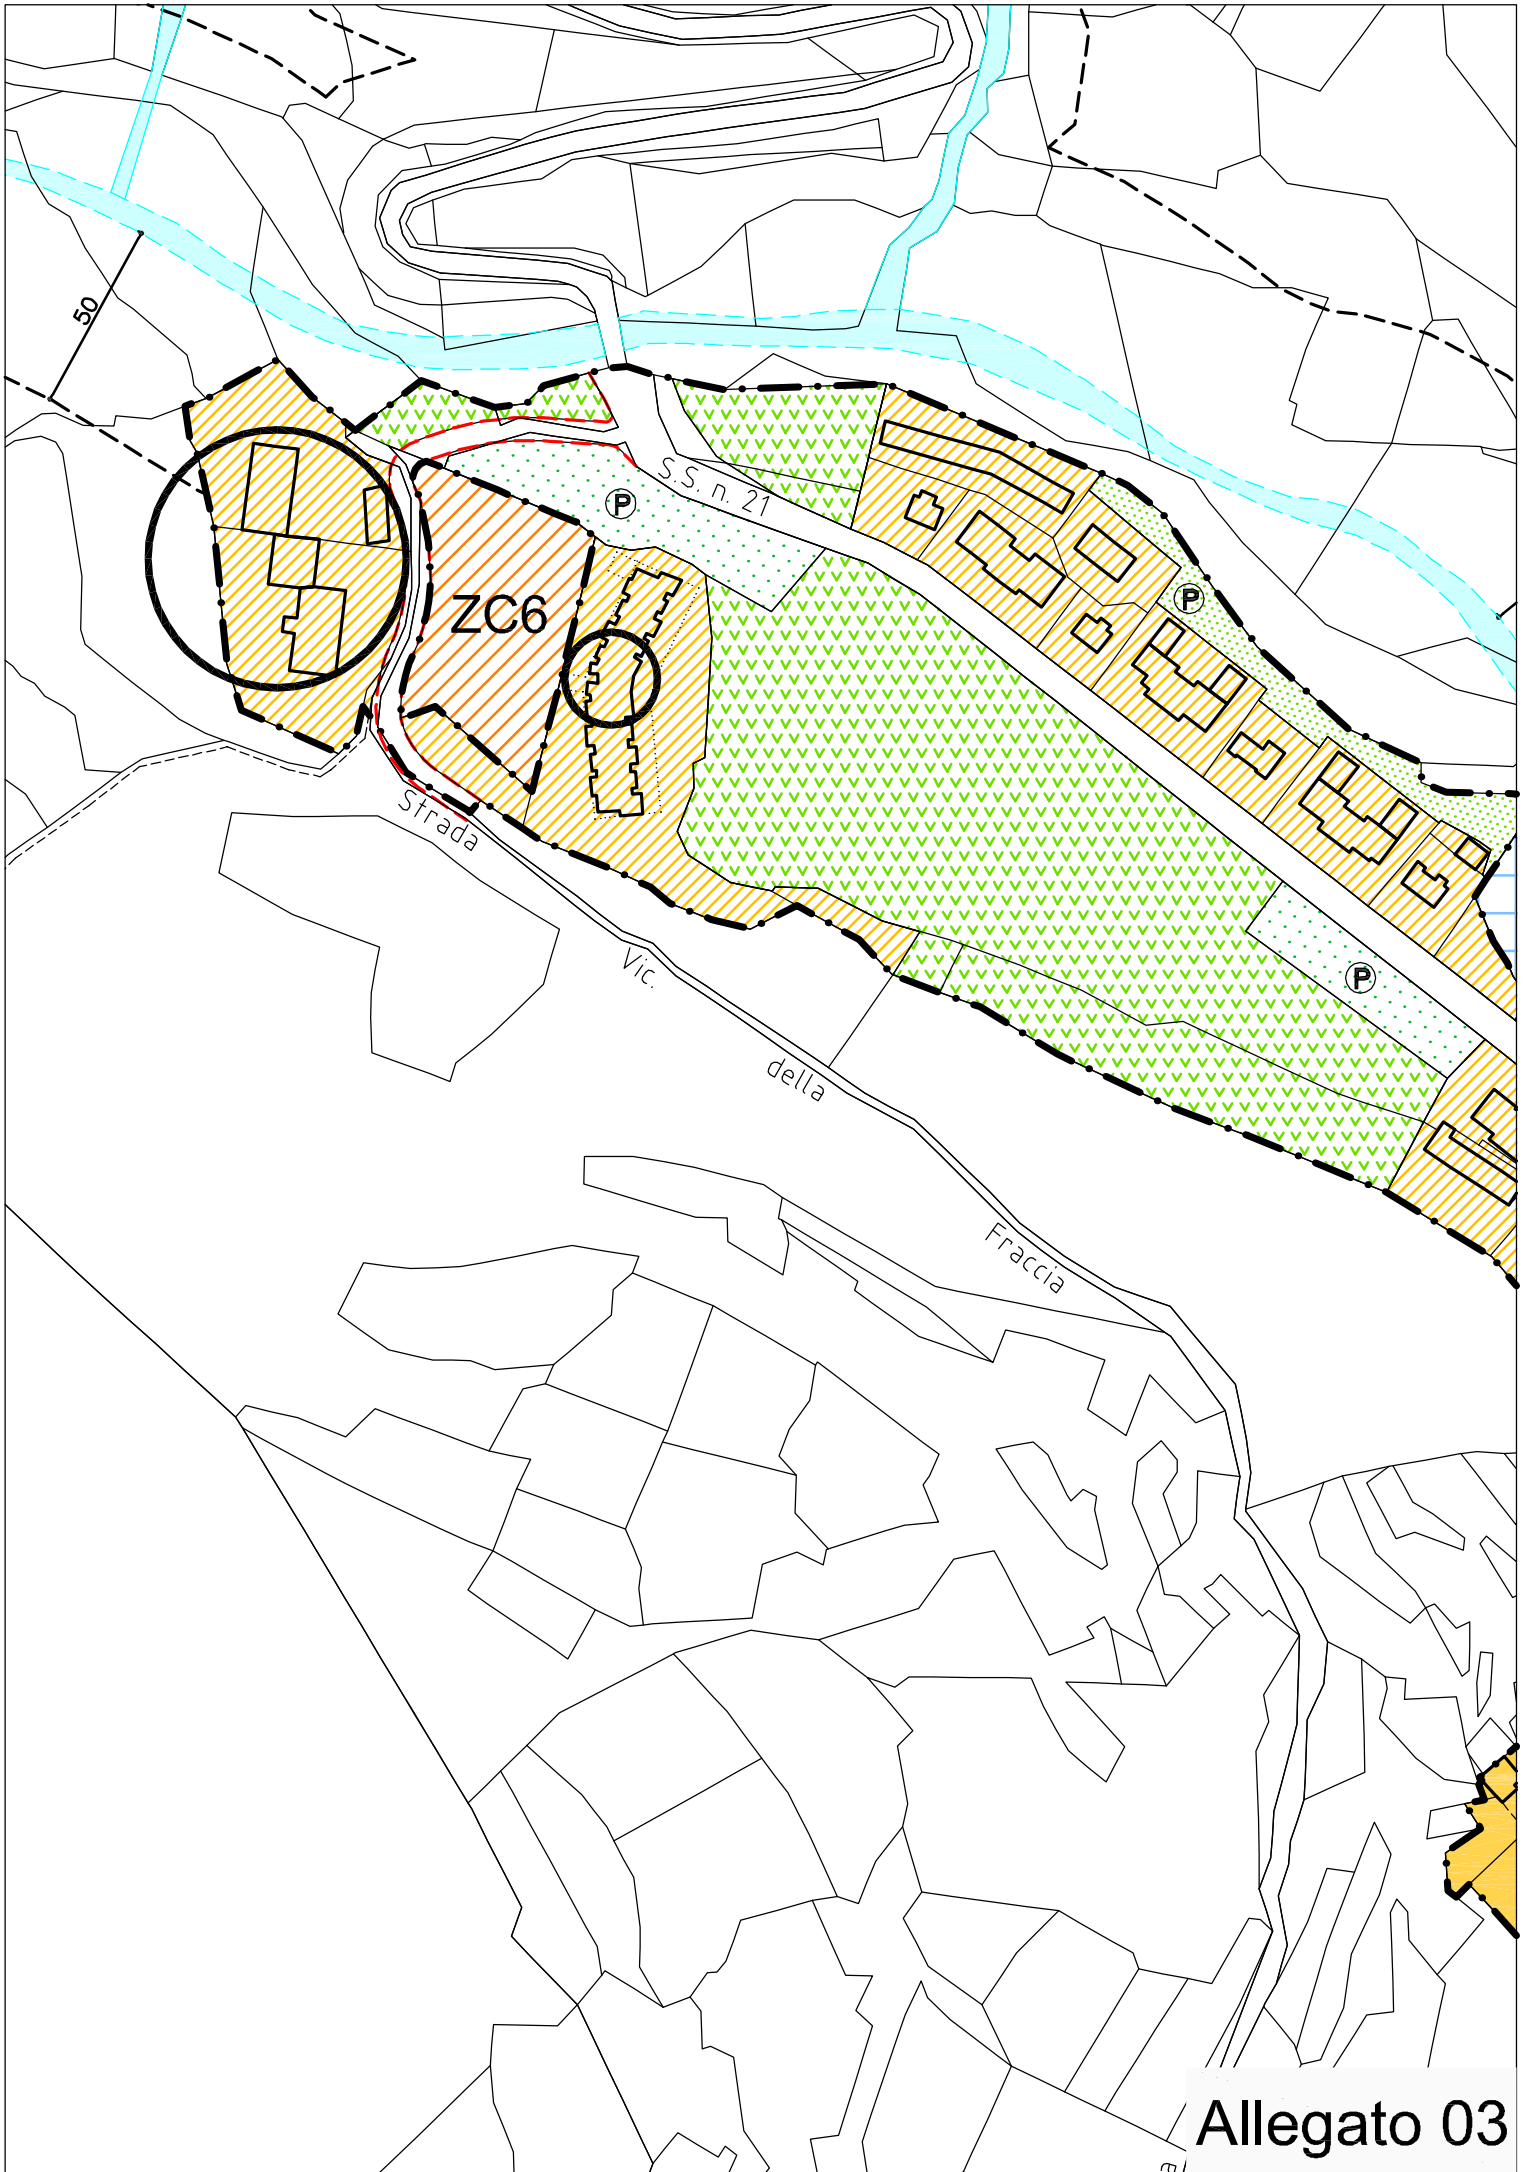 50
S.S. n. 21
P
P
ZC6
Strada
Vic.
P
della
Fraccia
Allegato 03